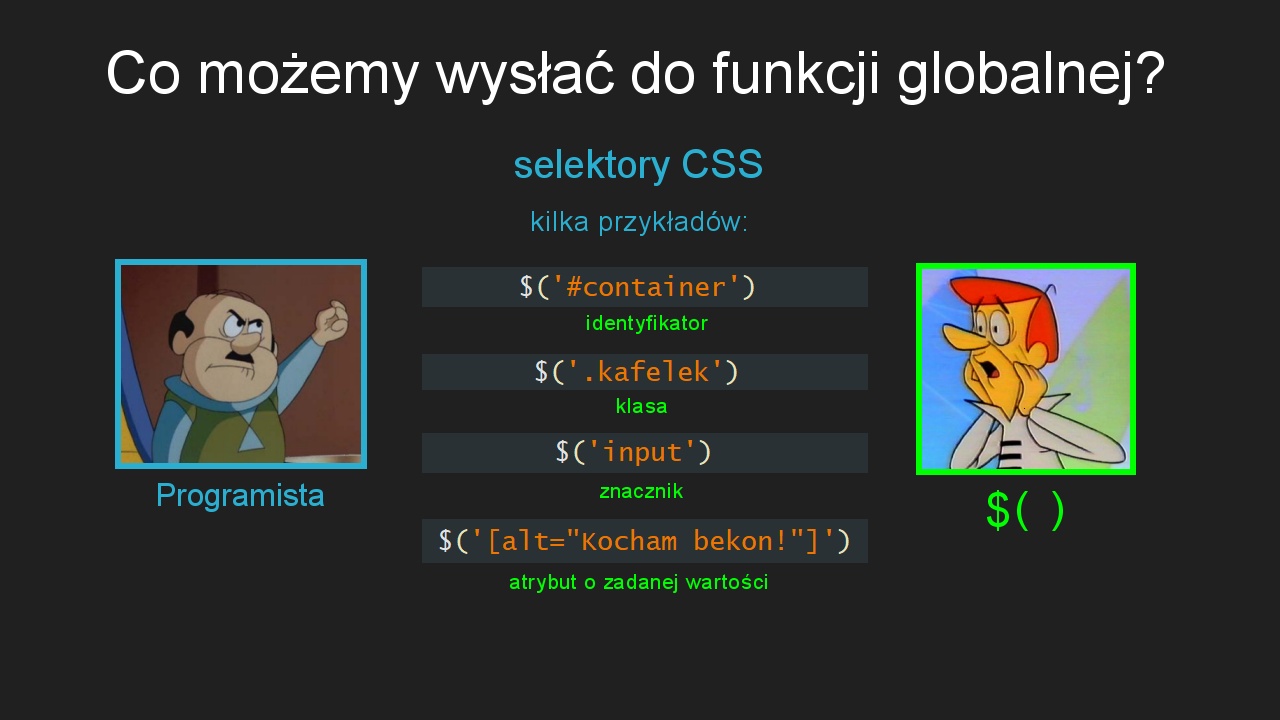 Co możemy wysłać do funkcji globalnej?
selektory CSS
kilka przykładów:
$('#container')
identyfikator
$('.kafelek')
klasa
$('input')
znacznik
$('[alt="Kocham bekon!"]')
atrybut o zadanej wartości
Programista
$( )